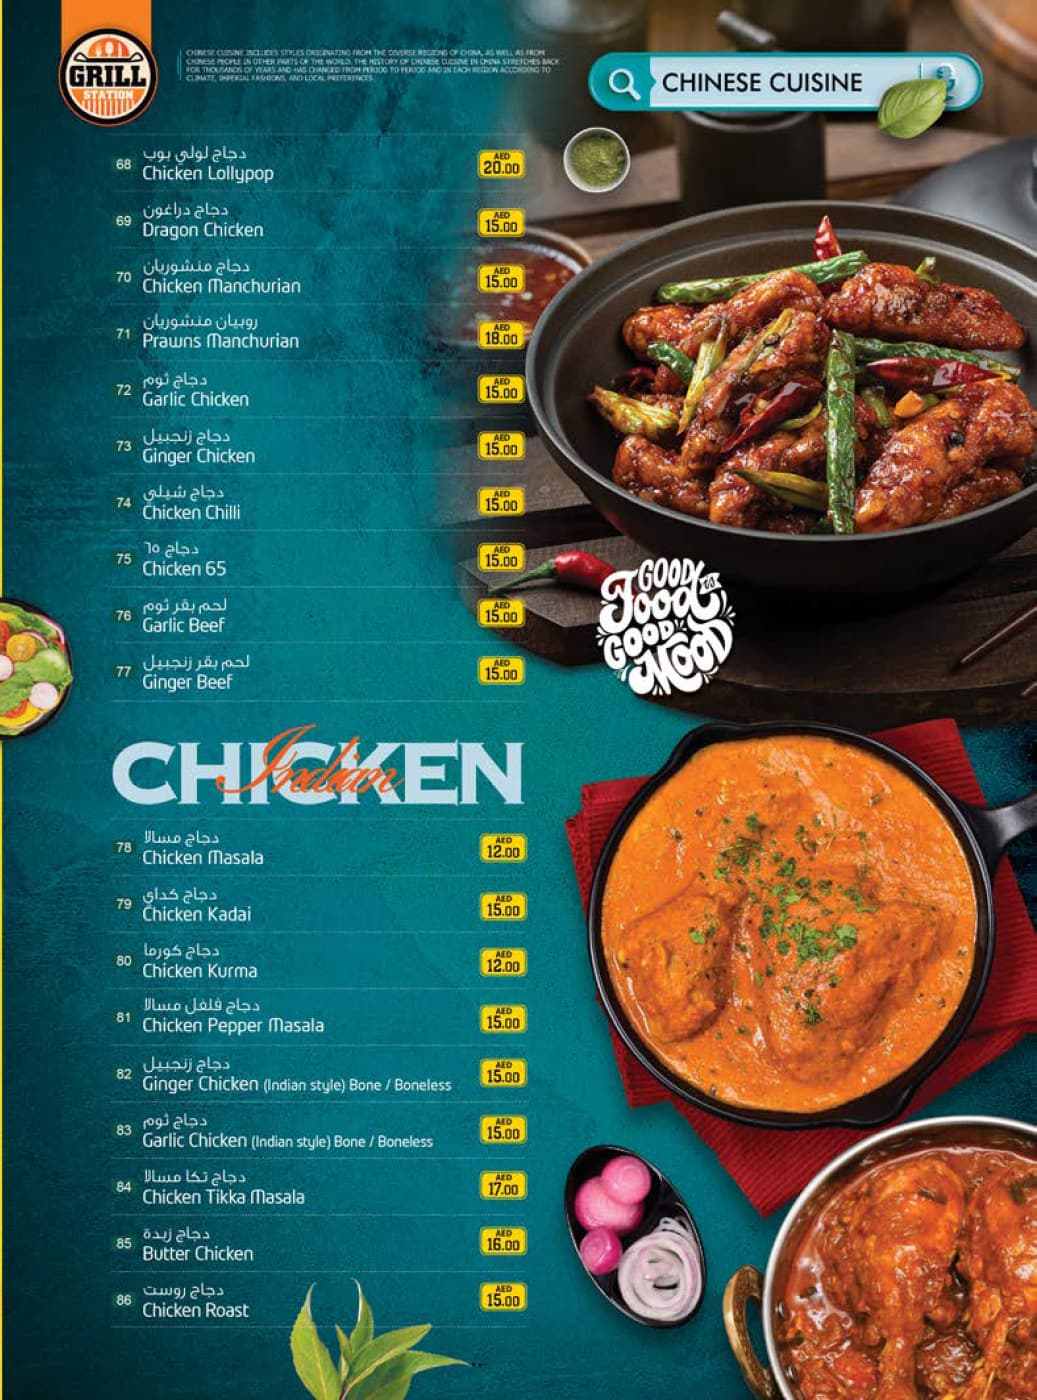 GRILL
STATION
CHINESE CUISINE INCLUDES STYLES ORIGINATING FROM THE DIVERSE REGIONS OF CHINA, AS WELL AS FROM
CHINESE PEOPLE IN OTHER PARTS OF THE WORLD. THE HISTORY OF CHINESE CUISINE IN CHINA STRETCHES BACK
FOR THOUSANDS OF YEARS AND HAS CHANGED FROM PERIOD TO PERIOD AND IN EACH REGION ACCORDING TO
CLIMATE, IMPERIAL FASHIONS, AND LOCAL PREFERENCES.
CHINESE CUISINE
دجاج لولي بوب
68 Chicken Lollypop AED 20.00
دجاج دراغون
69 Dragon Chicken AED 15.00
دجاج منشوريان
70 Chicken Manchurian AED 15.00
روبيان منشوريان
71 Prawns Manchurian AED 18.00
دجاج ثوم
72 Garlic Chicken AED 15.00
دجاج زنجبيل
73 Ginger Chicken AED 15.00
دجاج شيلي
74 Chicken Chilli AED 15.00
دجاج ٦٥
75 Chicken 65 AED 15.00
لحم بقر ثوم
76 Garlic Beef AED 15.00
لحم بقر زنجبيل
77 Ginger Beef AED 15.00
GOOD
FOOD IS
GOOD
MOOD
Indian
CHICKEN
دجاج مسالا
78 Chicken Masala AED 12.00
دجاج كداي
79 Chicken Kadai AED 15.00
دجاج كورما
80 Chicken Kurma AED 12.00
دجاج فلفل مسالا
81 Chicken Pepper Masala AED 15.00
دجاج زنجبيل
82 Ginger Chicken (Indian style) Bone / Boneless AED 15.00
دجاج ثوم
83 Garlic Chicken (Indian style) Bone / Boneless AED 15.00
دجاج تكا مسالا
84 Chicken Tikka Masala AED 17.00
دجاج زبدة
85 Butter Chicken AED 16.00
دجاج روست
86 Chicken Roast AED 15.00